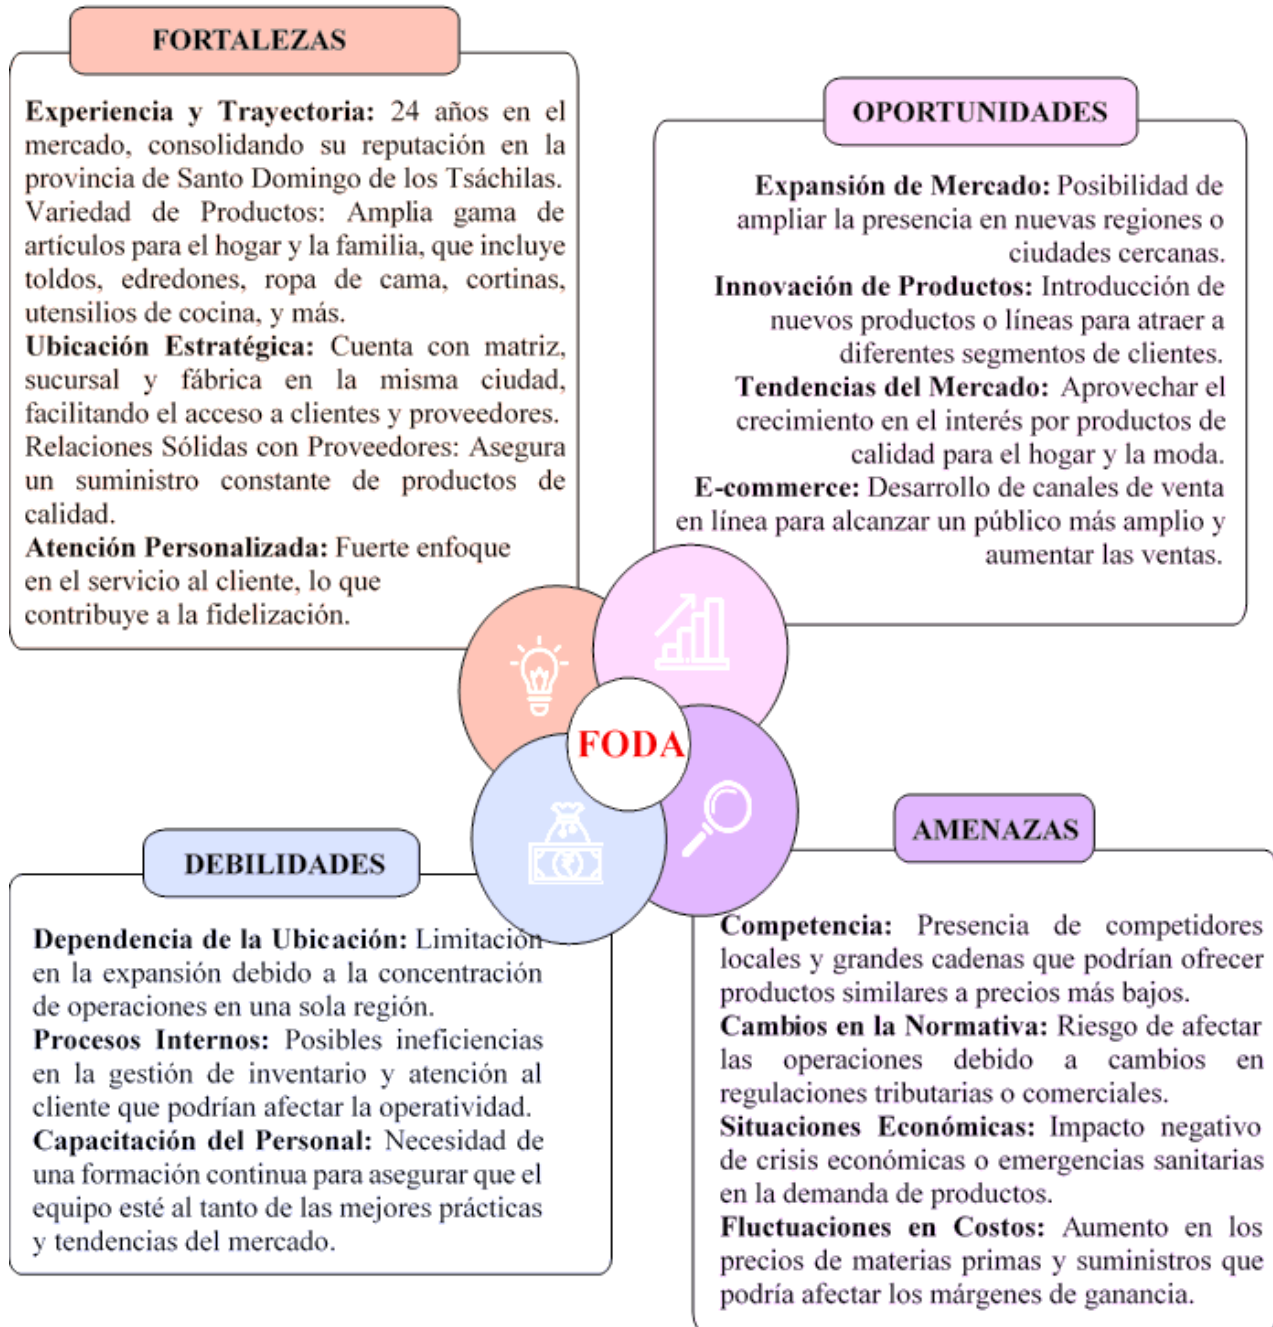 FORTALEZAS
Experiencia y Trayectoria: 24 años en el
mercado, consolidando su reputación en la
provincia de Santo Domingo de los Tsáchilas.
Variedad de Productos: Amplia gama de
artículos para el hogar y la familia, que incluye
toldos, edredones, ropa de cama, cortinas,
utensilios de cocina, y más.
Ubicación Estratégica: Cuenta con matriz,
sucursal y fábrica en la misma ciudad,
facilitando el acceso a clientes y proveedores.
Relaciones Sólidas con Proveedores: Asegura
un suministro constante de productos de
calidad.
Atención Personalizada: Fuerte enfoque
en el servicio al cliente, lo que
contribuye a la fidelización.
OPORTUNIDADES
Expansión de Mercado: Posibilidad de
ampliar la presencia en nuevas regiones o
ciudades cercanas.
Innovación de Productos: Introducción de
nuevos productos o líneas para atraer a
diferentes segmentos de clientes.
Tendencias del Mercado: Aprovechar el
crecimiento en el interés por productos de
calidad para el hogar y la moda.
E-commerce: Desarrollo de canales de venta
en línea para alcanzar un público más amplio y
aumentar las ventas.
FODA
DEBILIDADES
Dependencia de la Ubicación: Limitación
en la expansión debido a la concentración
de operaciones en una sola región.
Procesos Internos: Posibles ineficiencias
en la gestión de inventario y atención al
cliente que podrían afectar la operatividad.
Capacitación del Personal: Necesidad de
una formación continua para asegurar que el
equipo esté al tanto de las mejores prácticas
y tendencias del mercado.
AMENAZAS
Competencia: Presencia de competidores
locales y grandes cadenas que podrían ofrecer
productos similares a precios más bajos.
Cambios en la Normativa: Riesgo de afectar
las operaciones debido a cambios en
regulaciones tributarias o comerciales.
Situaciones Económicas: Impacto negativo
de crisis económicas o emergencias sanitarias
en la demanda de productos.
Fluctuaciones en Costos: Aumento en los
precios de materias primas y suministros que
podría afectar los márgenes de ganancia.